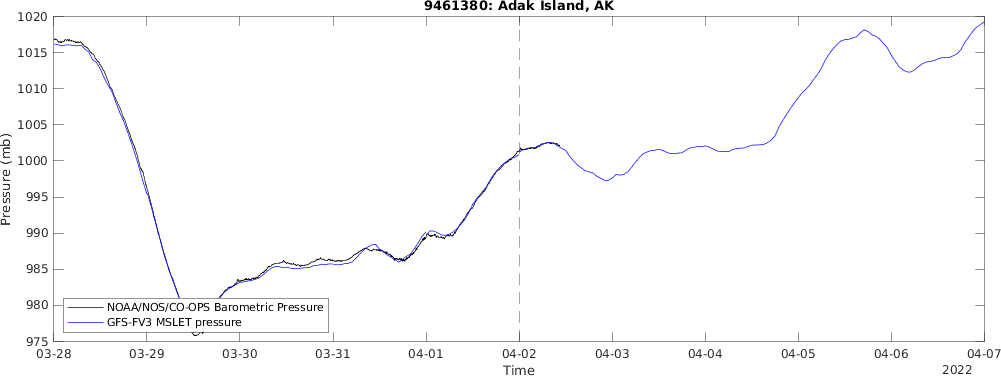 9461380: Adak Island, AK
1020
1015
1010
1005
1000
995
990
985
980
975
Pressure (mb)
NOAA/NOS/CO-OPS Barometric Pressure
GFS-FV3 MSLET pressure
03-28 03-29 03-30 03-31 04-01 04-02 04-03 04-04 04-05 04-06 04-07
Time
2022